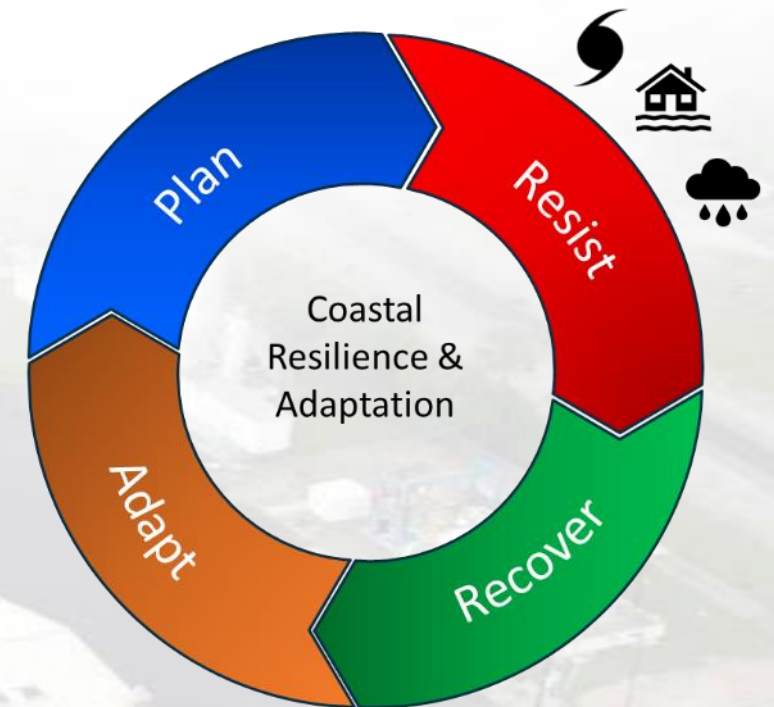 Plan
Resist
Coastal
Resilience &
Adaptation
Adapt
Recover